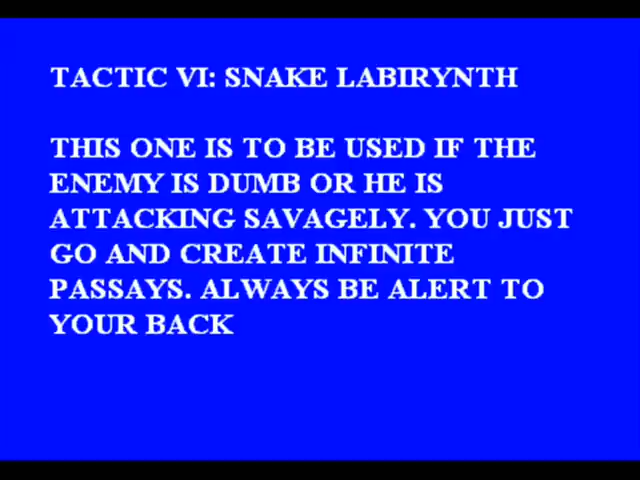 TACTIC VI: SNAKE LABIRYNTH
THIS ONE IS TO BE USED IF THE
ENEMY IS DUMB OR HE IS
ATTACKING SAVAGELY. YOU JUST
GO AND CREATE INFINITE
PASSAYS. ALWAYS BE ALERT TO
YOUR BACK